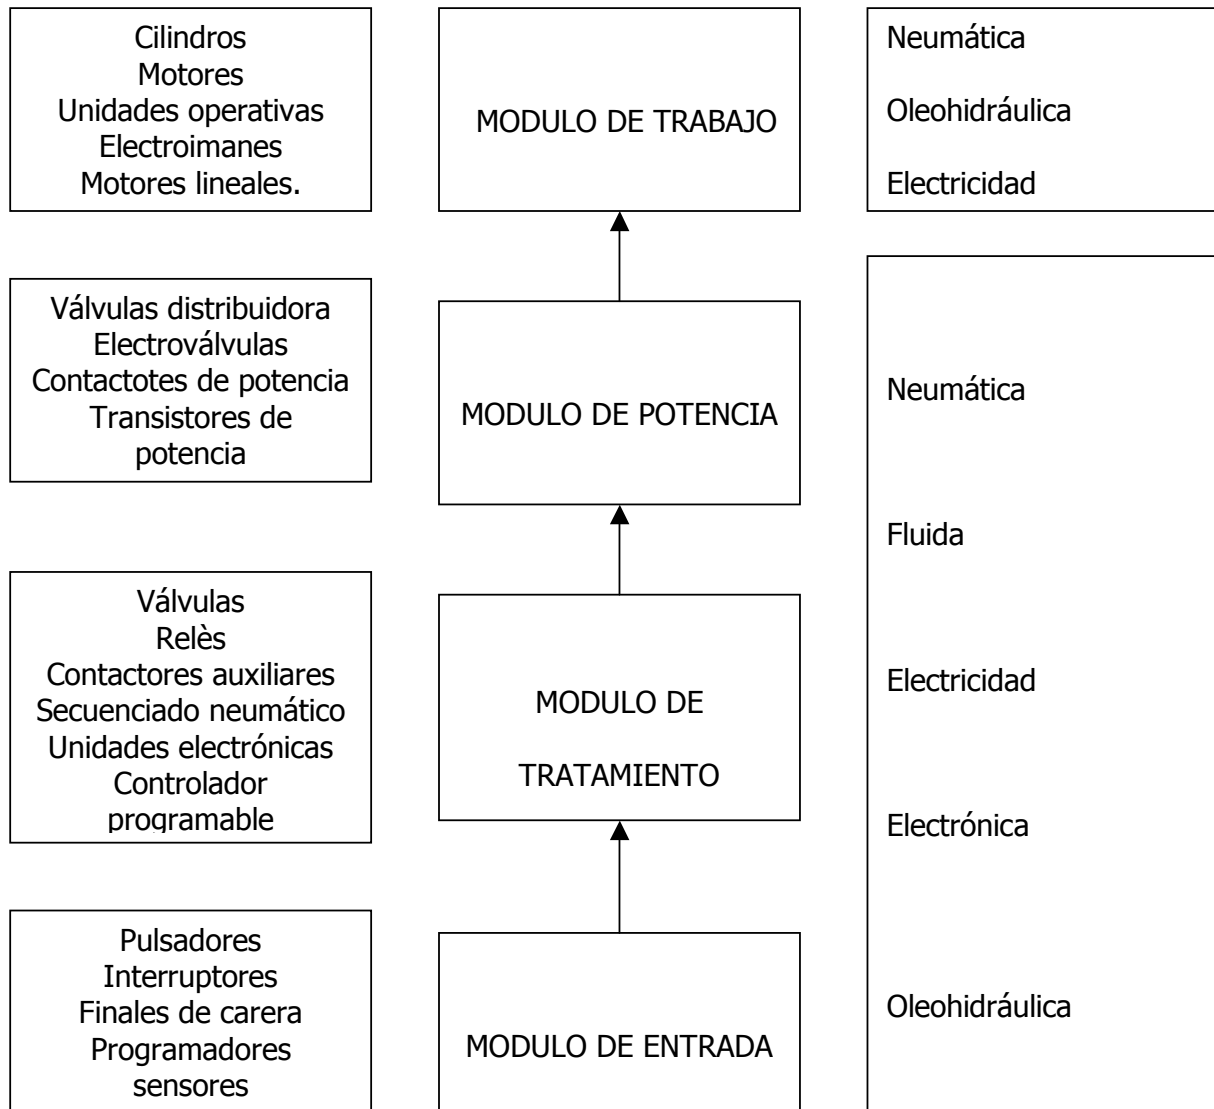 Cilindros
Motores
Unidades operativas
Electroimanes
Motores lineales.
MODULO DE TRABAJO
Neumática
Oleohidráulica
Electricidad
Válvulas distribuidora
Electroválvulas
Contactotes de potencia
Transistores de
potencia
MODULO DE POTENCIA
Neumática
Fluida
Electricidad
Electrónica
Oleohidráulica
Válvulas
Relès
Contactores auxiliares
Secuenciado neumático
Unidades electrónicas
Controlador
programable
MODULO DE
TRATAMIENTO
Pulsadores
Interruptores
Finales de carera
Programadores
sensores
MODULO DE ENTRADA